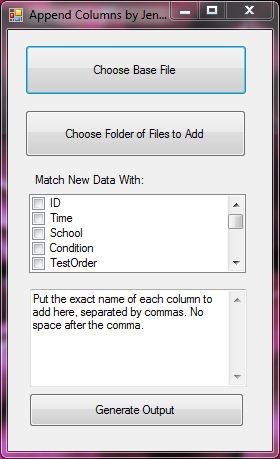 Append Columns by Jen...
Choose Base File
Choose Folder of Files to Add
Match New Data With:
ID
Time
School
Condition
TestOrder
Put the exact name of each column to
add here, separated by commas. No
space after the comma.
Generate Output